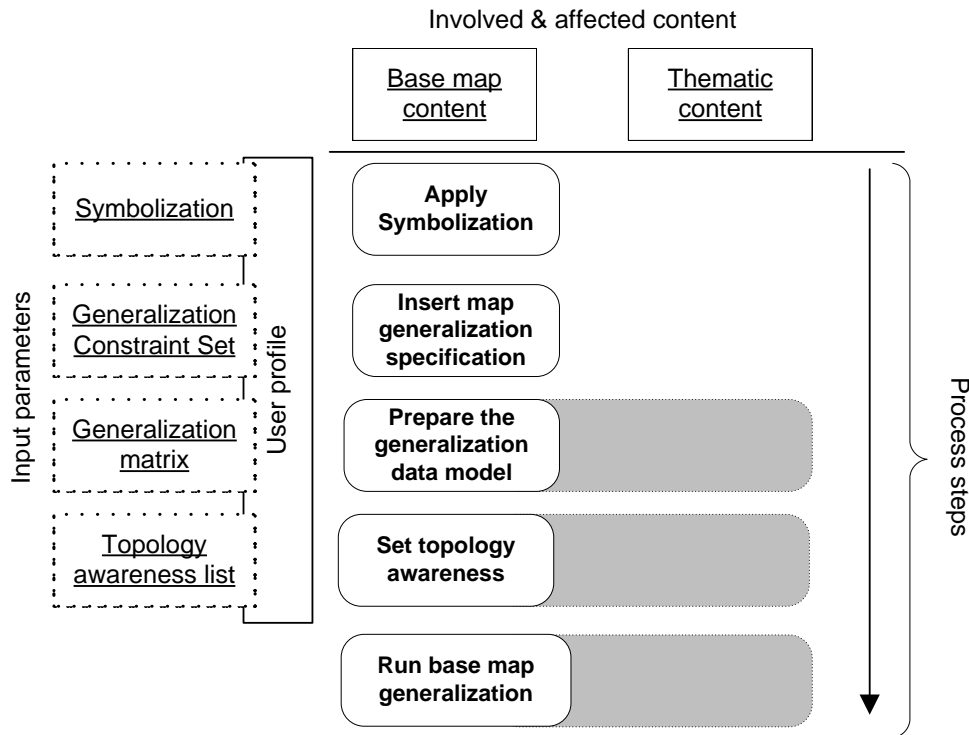 Involved & affected content
Base map
content
Thematic
content
Input parameters
User profile
Symbolization
Generalization
Constraint Set
Generalization
matrix
Topology
awareness list
Apply
Symbolization
Insert map
generalization
specification
Prepare the
generalization
data model
Set topology
awareness
Run base map
generalization
Process steps